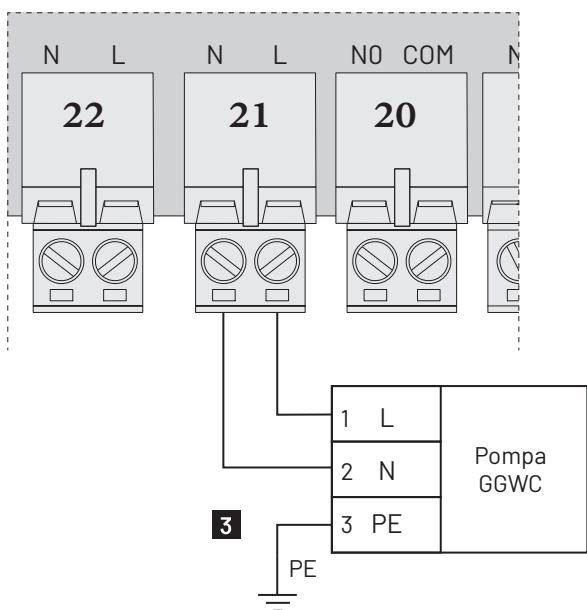 N L N L NO COM N
22 21 20
1 L
2 N
3 PE
Pompa
GGWC
3
PE